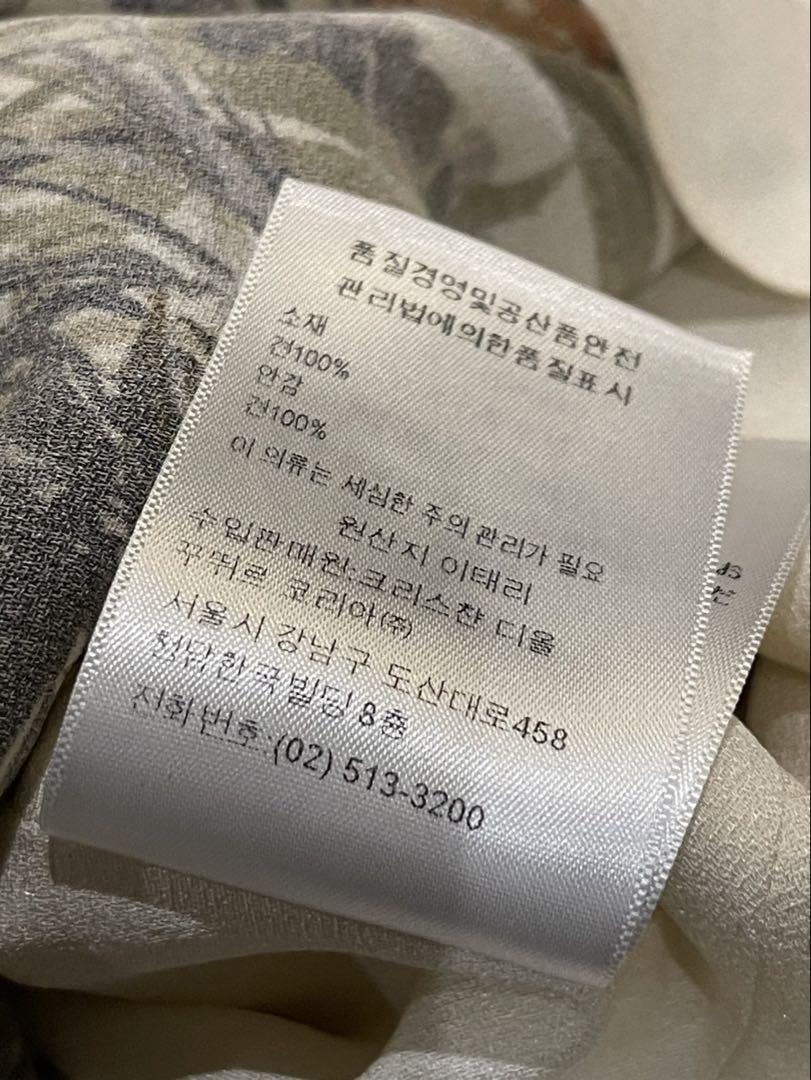 품질경영및공산품안전
관리법에의한품질표시
소재
견100%
안감
견100%
이 의류는 세심한 주의 관리가 필요
원산지 이태리
수입판매원:크리스챤 디올
꾸뛰르 코리아(주)
서울시 강남구 도산대로458
청담한국빌딩 8층
전화번호:(02) 513-3200